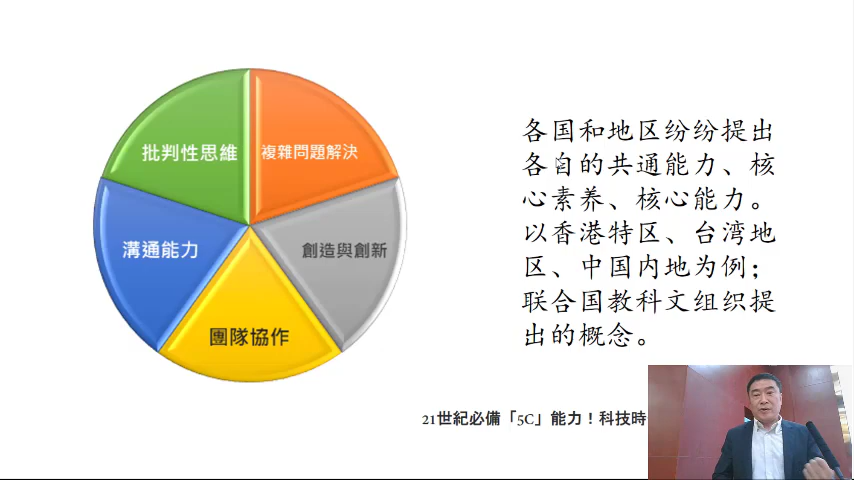 批判性思維
複雜問題解決
溝通能力
創造與創新
團隊協作
各国和地区纷纷提出
各自的共通能力、核
心素养、核心能力。
以香港特区、台湾地
区、中国内地为例；
联合国教科文组织提
出的概念。
21世紀必備「5C」能力！科技時